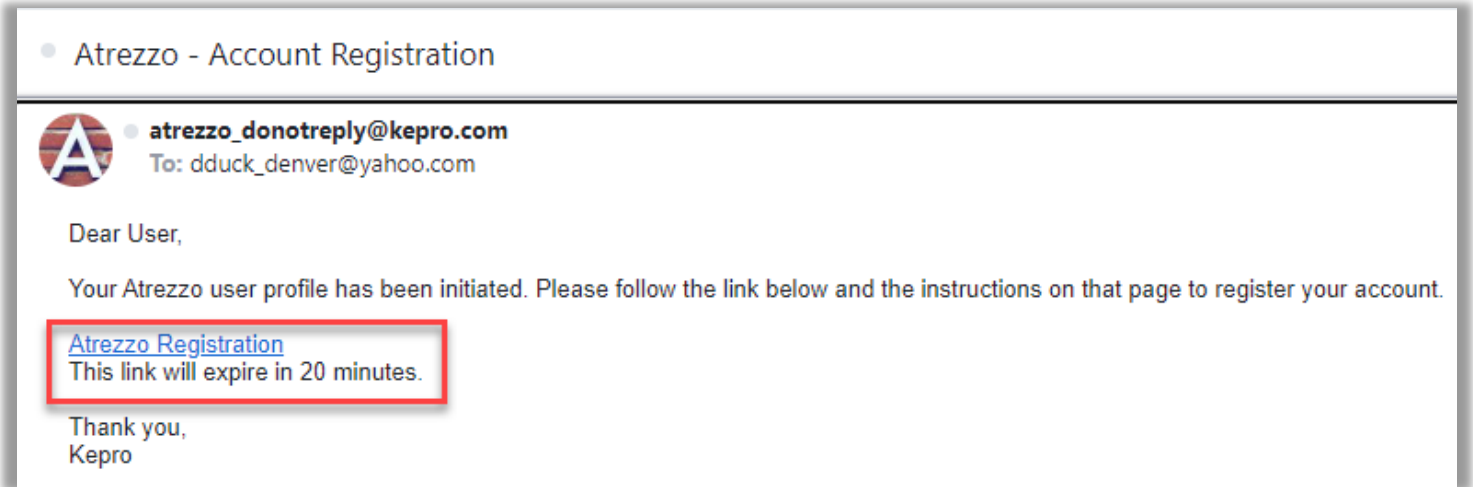 Atrezzo - Account Registration
A
atrezzo_donotreply@kepro.com
To: dduck_denver@yahoo.com
Dear User,
Your Atrezzo user profile has been initiated. Please follow the link below and the instructions on that page to register your account.
Atrezzo Registration
This link will expire in 20 minutes.
Thank you,
Kepro